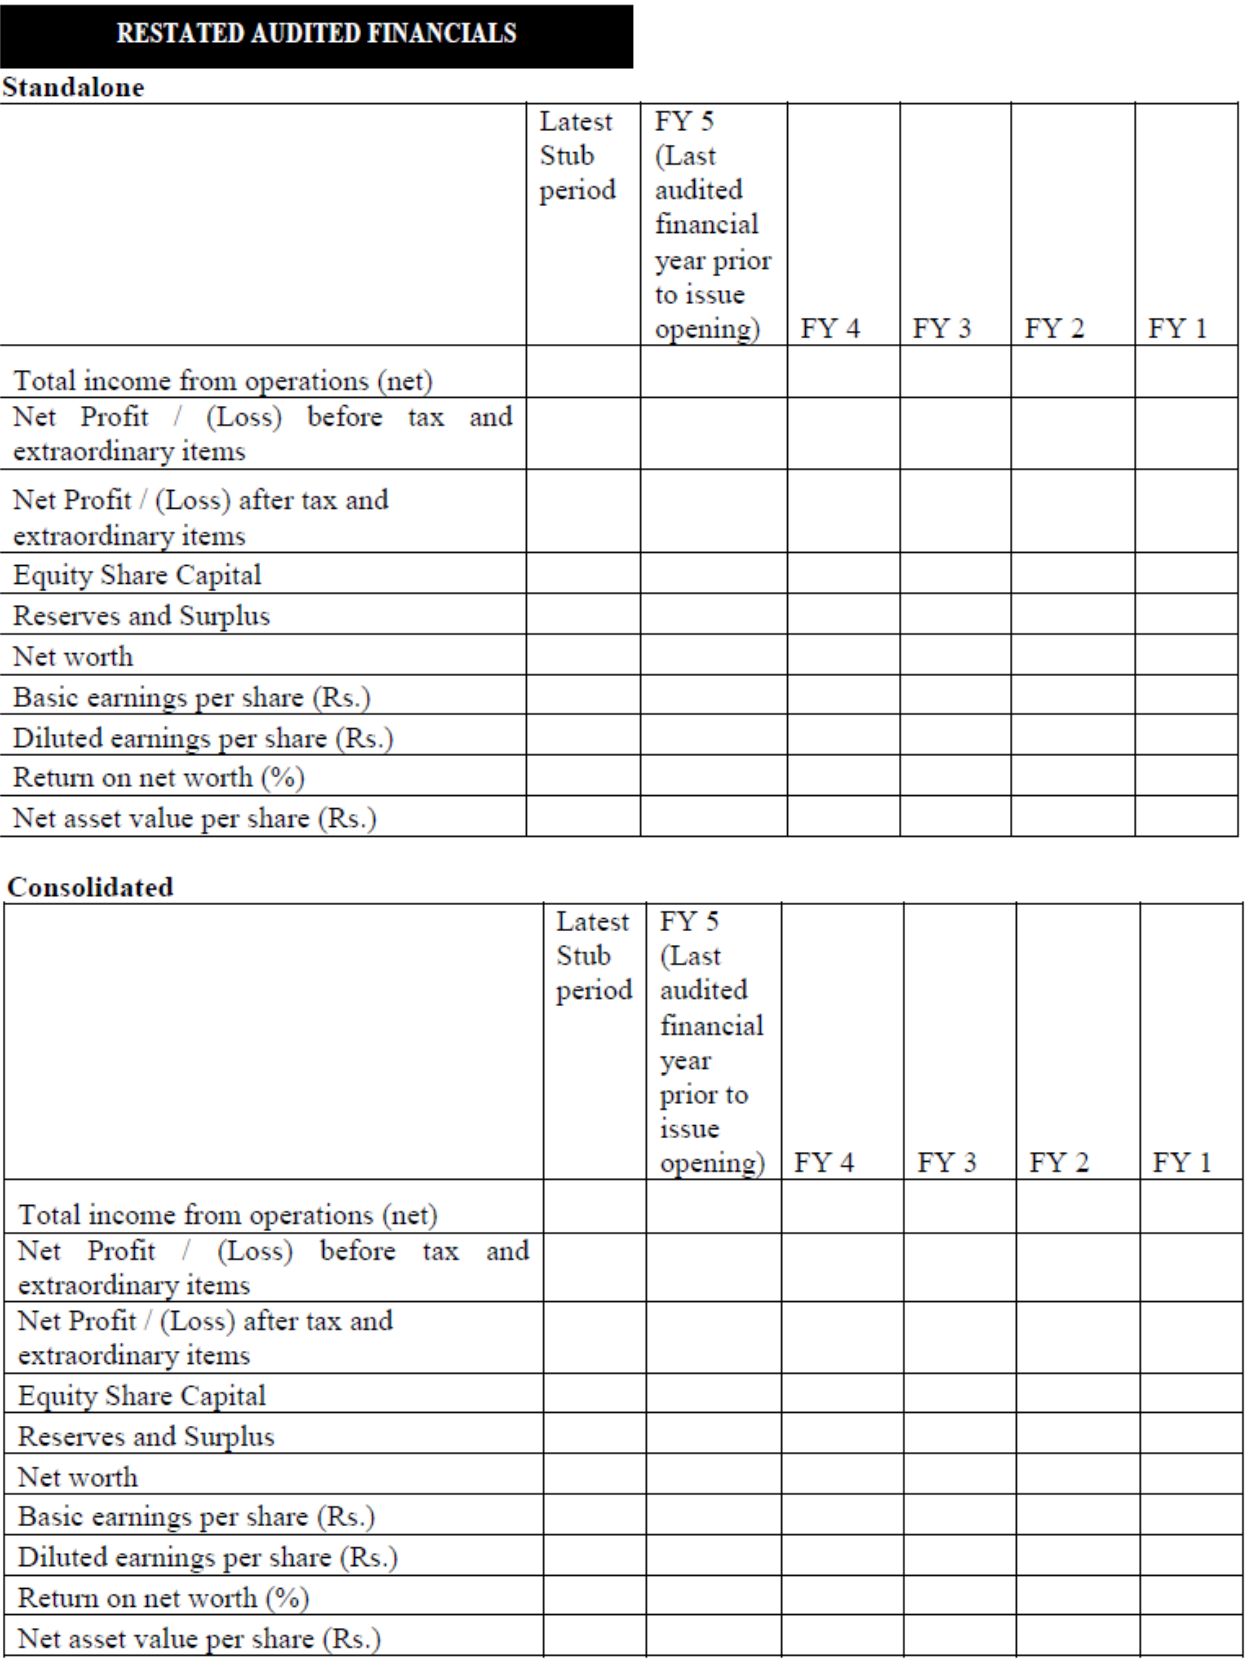 RESTATED AUDITED FINANCIALS
Standalone
Latest
Stub
period
FY 5
(Last
audited
financial
year prior
to issue
opening)
FY 4
FY 3
FY 2
FY 1
Total income from operations (net)
Net Profit / (Loss) before tax and
extraordinary items
Net Profit / (Loss) after tax and
extraordinary items
Equity Share Capital
Reserves and Surplus
Net worth
Basic earnings per share (Rs.)
Diluted earnings per share (Rs.)
Return on net worth (%)
Net asset value per share (Rs.)
Consolidated
Latest
Stub
period
FY 5
(Last
audited
financial
year
prior to
issue
opening)
FY 4
FY 3
FY 2
FY 1
Total income from operations (net)
Net Profit / (Loss) before tax and
extraordinary items
Net Profit / (Loss) after tax and
extraordinary items
Equity Share Capital
Reserves and Surplus
Net worth
Basic earnings per share (Rs.)
Diluted earnings per share (Rs.)
Return on net worth (%)
Net asset value per share (Rs.)